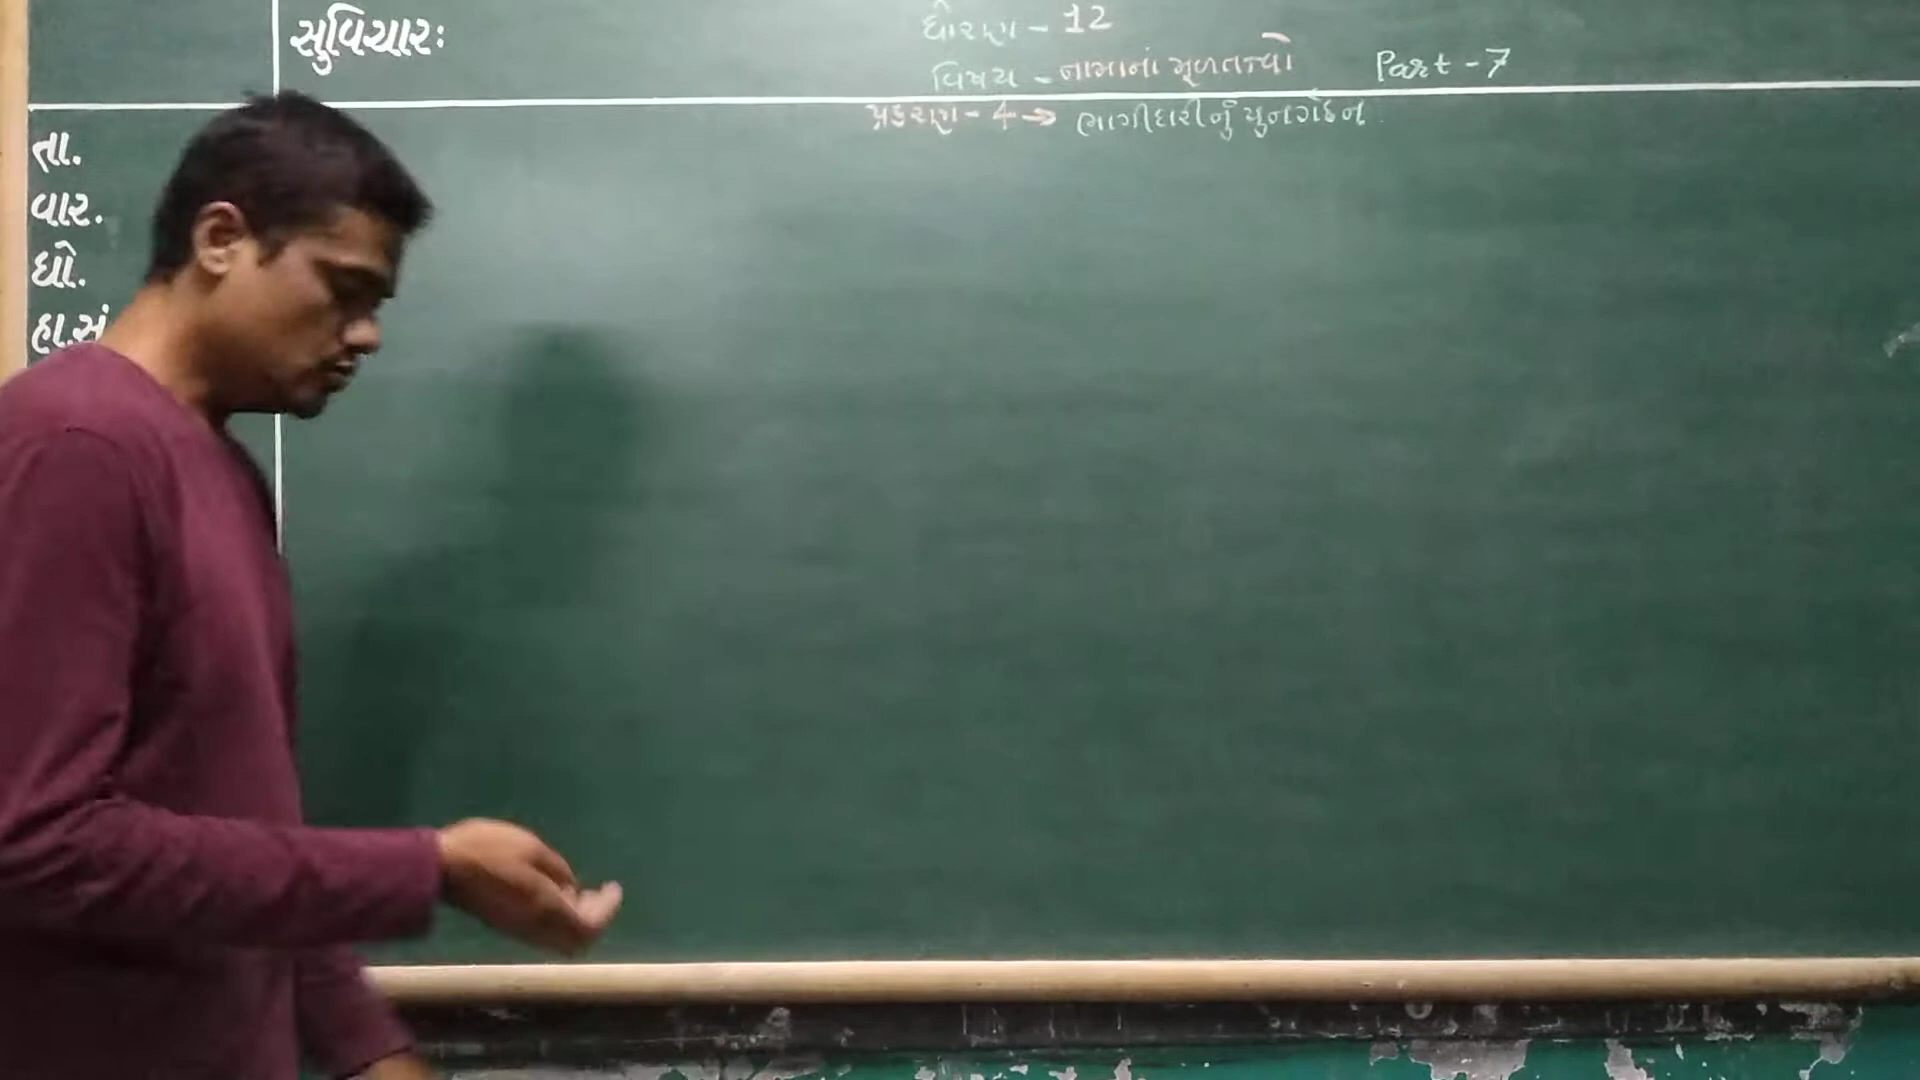 સુવિચારઃ
ધોરણ - 12
વિષય - નામાનાં મૂળતત્ત્વો Part - 7
પ્રકરણ - 4 → ભાગીદારીનું પુનર્ગઠન
તા.
વાર.
ધો.
હા.સં